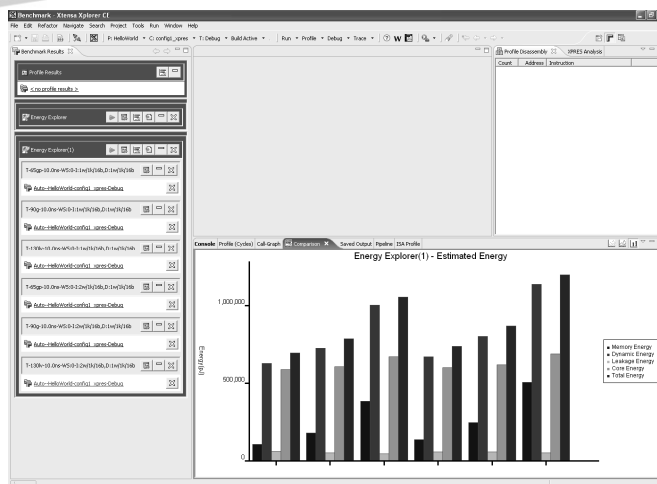 Benchmark - Xtensa Xplorer CE
File Edit Refactor Navigate Search Project Tools Run Window Help
P: HelloWorld C: config1_xpres T: Debug Build Active Run Profile Debug Trace
Benchmark Results
Profile Results
< no profile results >
Energy Explorer
Energy Explorer(1)
T-65gp-10.0ns-WS:0-I:1w/1k/16b,D:1w/1k/16b
Auto--HelloWorld-config1_xpres-Debug
T-90g-10.0ns-WS:0-I:1w/1k/16b,D:1w/1k/16b
Auto--HelloWorld-config1_xpres-Debug
T-130lv-10.0ns-WS:0-I:1w/1k/16b,D:1w/1k/16b
Auto--HelloWorld-config1_xpres-Debug
T-65gp-10.0ns-WS:0-I:2w/1k/16b,D:1w/1k/16b
Auto--HelloWorld-config1_xpres-Debug
T-90g-10.0ns-WS:0-I:2w/1k/16b,D:1w/1k/16b
Auto--HelloWorld-config1_xpres-Debug
T-130lv-10.0ns-WS:0-I:2w/1k/16b,D:1w/1k/16b
Auto--HelloWorld-config1_xpres-Debug
Profile Disassembly XPRES Analysis
Count Address Instruction
Console Profile (Cycles) Call-Graph Comparison Saved Output Pipeline ISA Profile
Energy Explorer(1) - Estimated Energy
1,000,000
500,000
0
Energy(pJ)
Memory Energy
Dynamic Energy
Leakage Energy
Core Energy
Total Energy